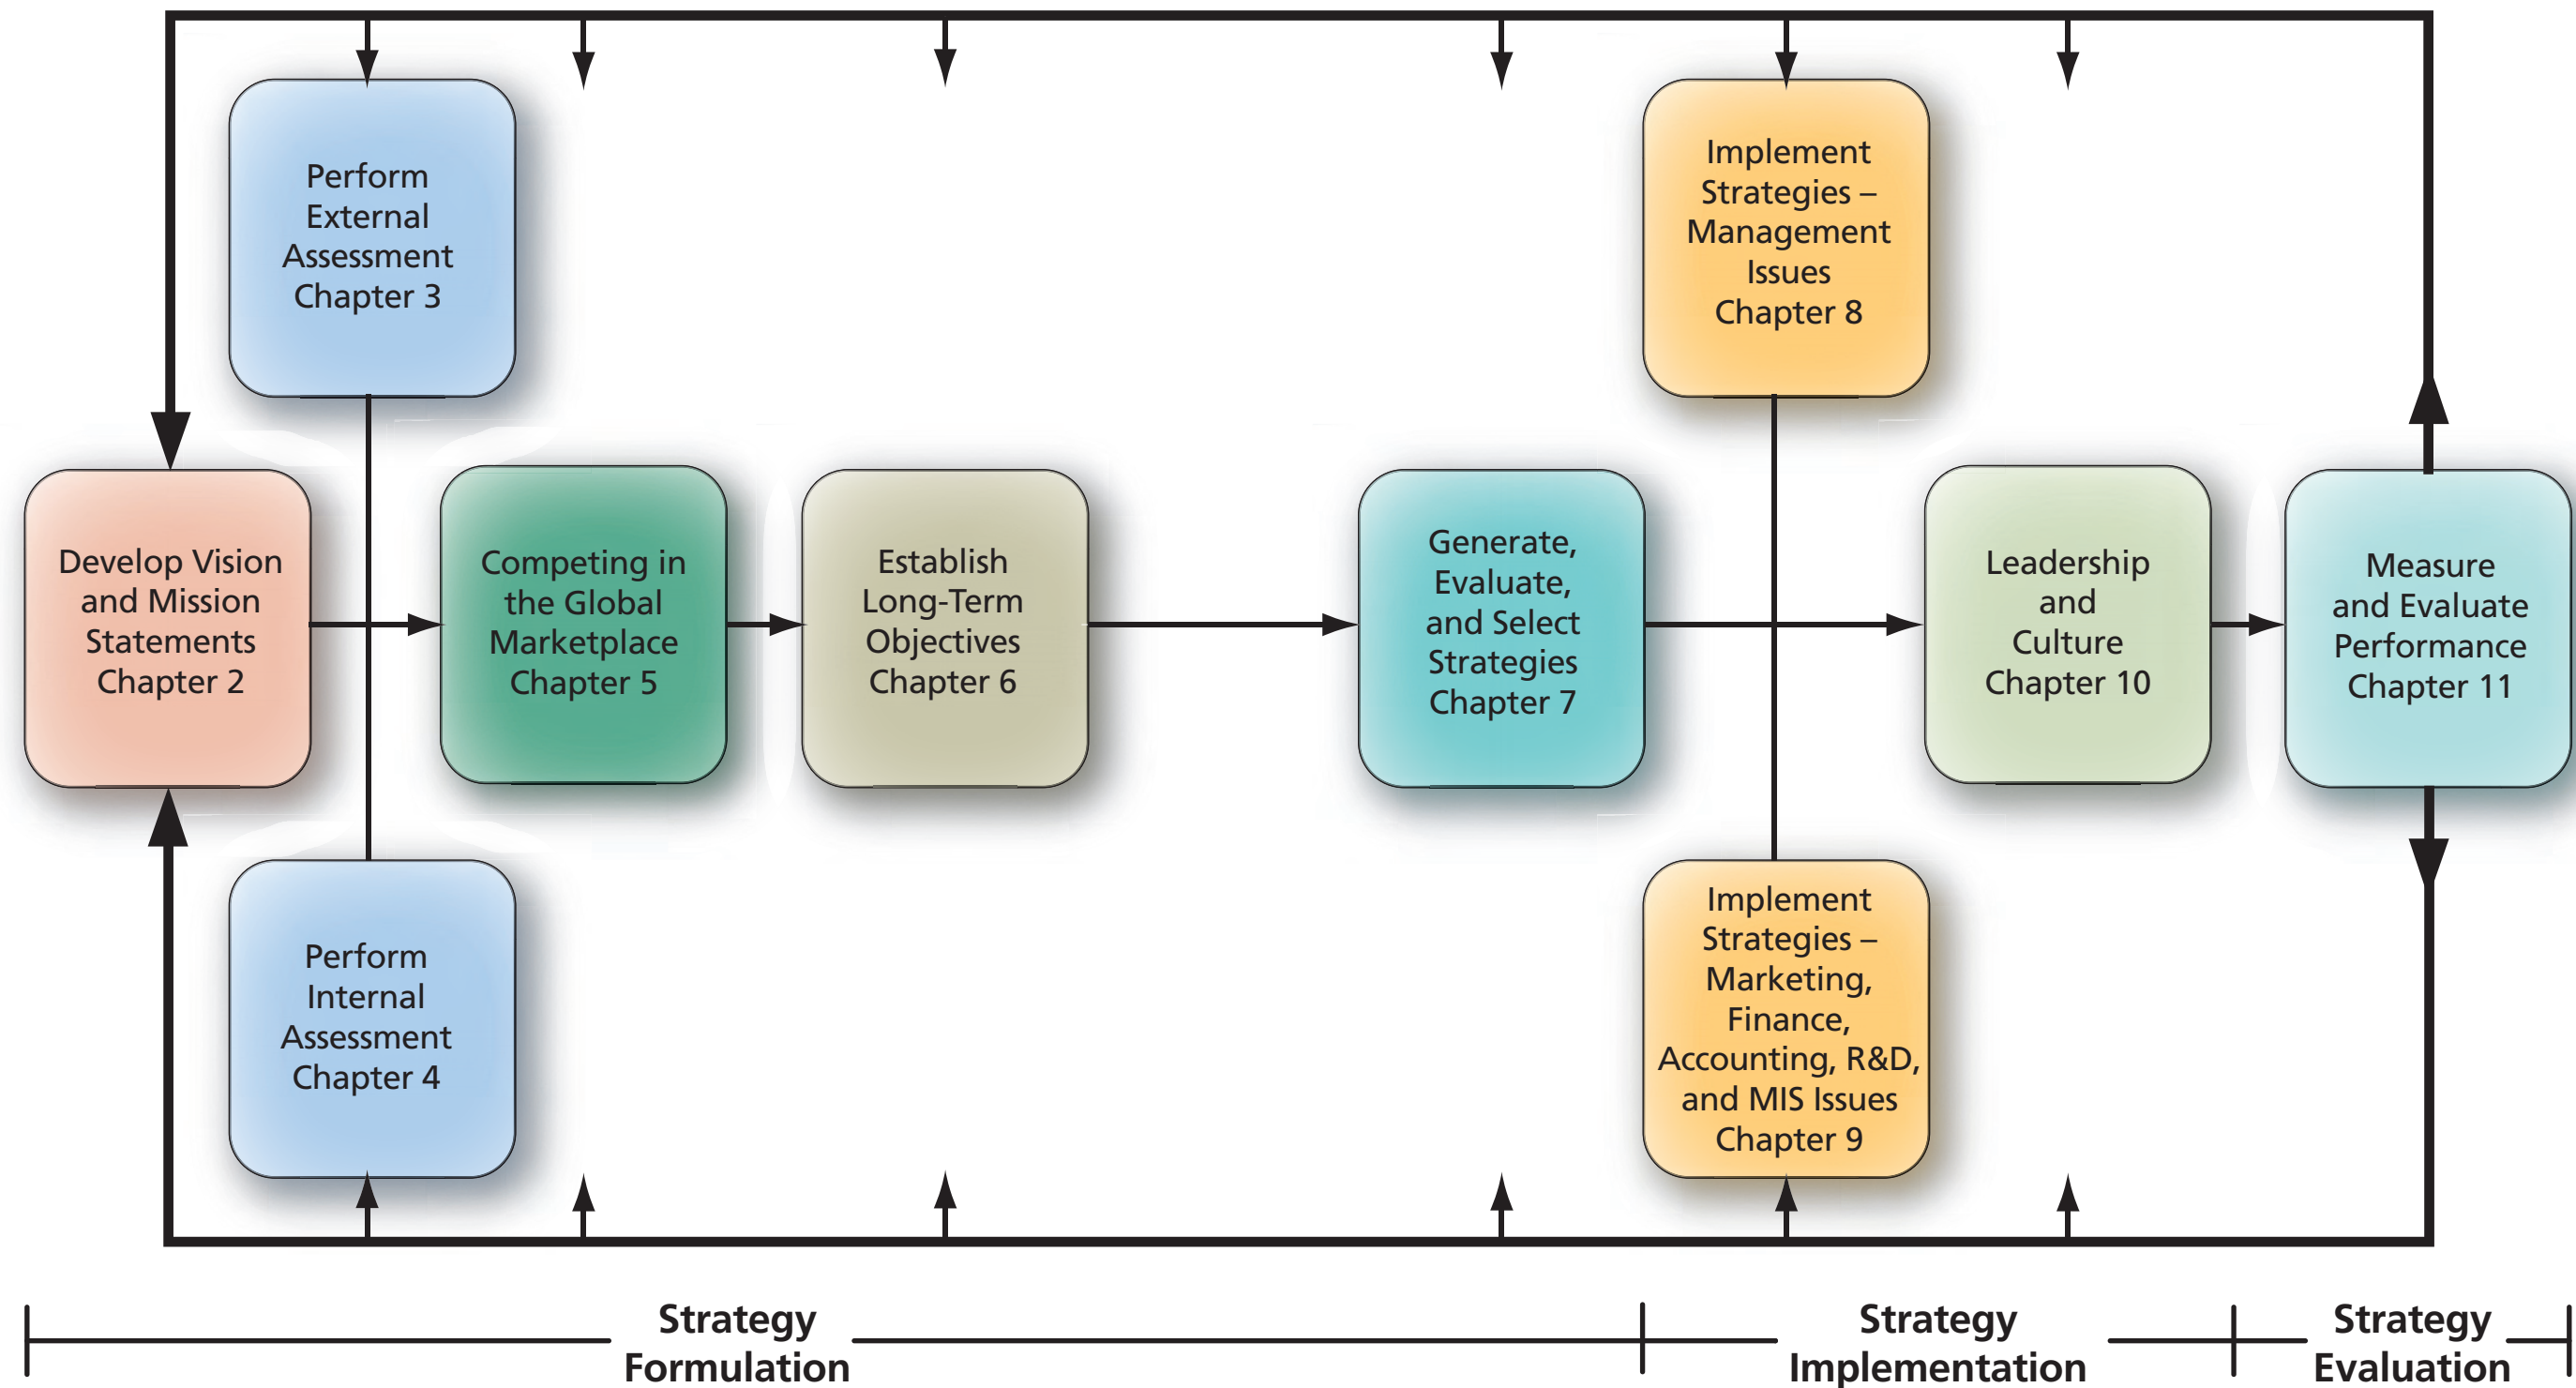 Perform
External
Assessment
Chapter 3
Implement
Strategies –
Management
Issues
Chapter 8
Develop Vision
and Mission
Statements
Chapter 2
Competing in
the Global
Marketplace
Chapter 5
Establish
Long-Term
Objectives
Chapter 6
Generate,
Evaluate,
and Select
Strategies
Chapter 7
Leadership
and
Culture
Chapter 10
Measure
and Evaluate
Performance
Chapter 11
Perform
Internal
Assessment
Chapter 4
Implement
Strategies –
Marketing,
Finance,
Accounting, R&D,
and MIS Issues
Chapter 9
Strategy
Formulation
Strategy
Implementation
Strategy
Evaluation